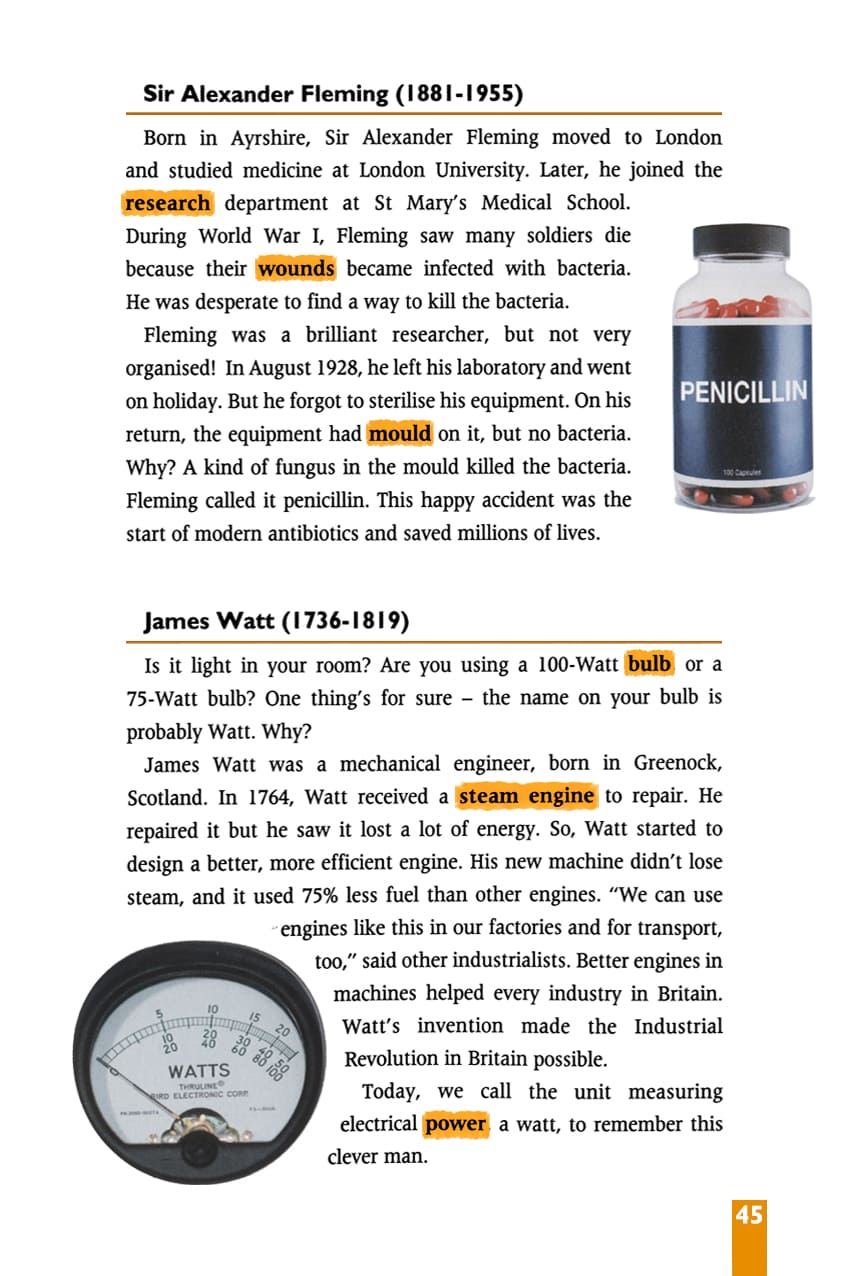 Sir Alexander Fleming (1881-1955)
Born in Ayrshire, Sir Alexander Fleming moved to London
and studied medicine at London University. Later, he joined the
research department at St Mary's Medical School.
During World War I, Fleming saw many soldiers die
because their wounds became infected with bacteria.
He was desperate to find a way to kill the bacteria.
Fleming was a brilliant researcher, but not very
organised! In August 1928, he left his laboratory and went
on holiday. But he forgot to sterilise his equipment. On his
return, the equipment had mould on it, but no bacteria.
Why? A kind of fungus in the mould killed the bacteria.
Fleming called it penicillin. This happy accident was the
start of modern antibiotics and saved millions of lives.
PENICILLIN
100 Capsules
James Watt (1736-1819)
Is it light in your room? Are you using a 100-Watt bulb or a
75-Watt bulb? One thing's for sure – the name on your bulb is
probably Watt. Why?
James Watt was a mechanical engineer, born in Greenock,
Scotland. In 1764, Watt received a steam engine to repair. He
repaired it but he saw it lost a lot of energy. So, Watt started to
design a better, more efficient engine. His new machine didn't lose
steam, and it used 75% less fuel than other engines. “We can use
engines like this in our factories and for transport,
too,” said other industrialists. Better engines in
machines helped every industry in Britain.
Watt's invention made the Industrial
Revolution in Britain possible.
Today, we call the unit measuring
electrical power a watt, to remember this
clever man.
5 10 15 20
10 20 30 40 50
20 40 60 80 100
WATTS
THRULINE®
BIRD ELECTRONIC CORP.
45